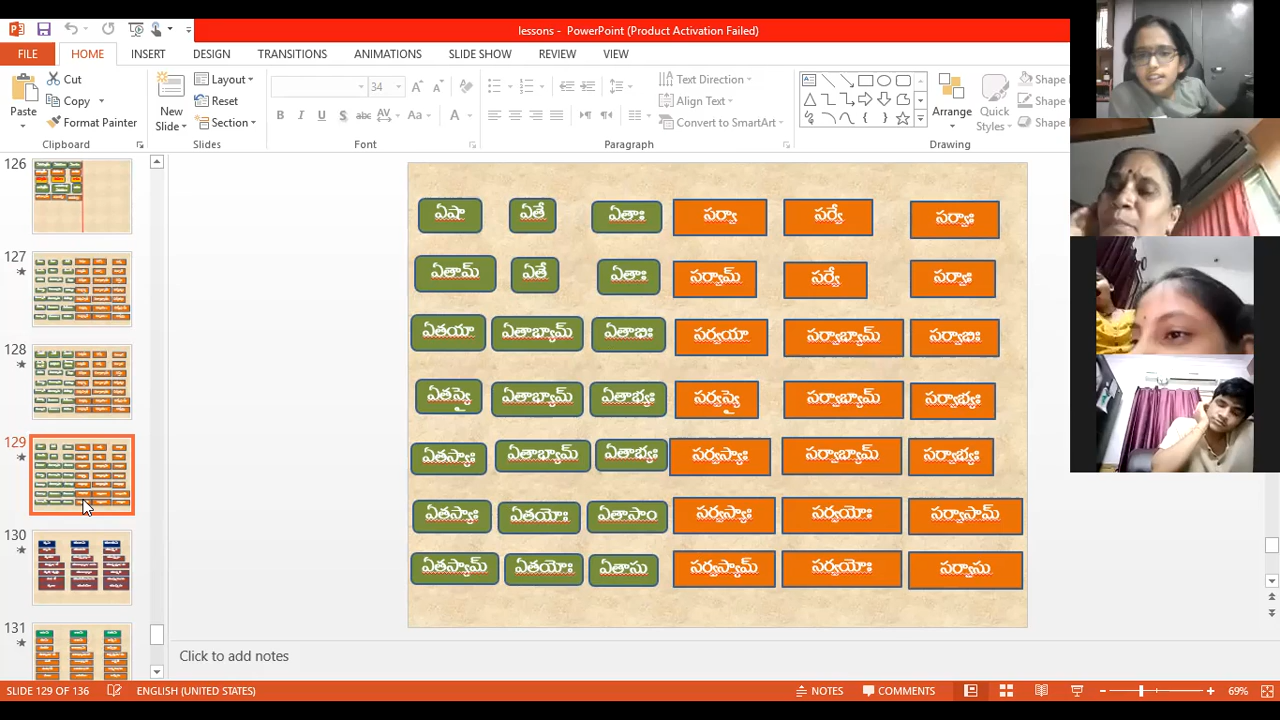 lessons - PowerPoint (Product Activation Failed)
FILE HOME INSERT DESIGN TRANSITIONS ANIMATIONS SLIDE SHOW REVIEW VIEW
Paste Cut Copy Format Painter
Clipboard
New Slide Layout Reset Section
Slides
34
B I U S abc AV Aa A
Font
Text Direction Align Text Convert to SmartArt
Paragraph
Arrange Quick Styles Shape Shape Shape
Drawing
126
127
128
129
130
131
ఏషా ఏతే ఏతాః సర్వా సర్వే సర్వాః
ఏతామ్ ఏతే ఏతాః సర్వామ్ సర్వే సర్వాః
ఏతయా ఏతాభ్యామ్ ఏతాభిః సర్వయా సర్వాభ్యామ్ సర్వాభిః
ఏతస్యై ఏతాభ్యామ్ ఏతాభ్యః సర్వస్యై సర్వాభ్యామ్ సర్వాభ్యః
ఏతస్యాః ఏతాభ్యామ్ ఏతాభ్యః సర్వస్యాః సర్వాభ్యామ్ సర్వాభ్యః
ఏతస్యాః ఏతయోః ఏతాసాం సర్వస్యాః సర్వయోః సర్వాసామ్
ఏతస్యామ్ ఏతయోః ఏతాసు సర్వస్యామ్ సర్వయోః సర్వాసు
Click to add notes
SLIDE 129 OF 136 ENGLISH (UNITED STATES) NOTES COMMENTS 69%